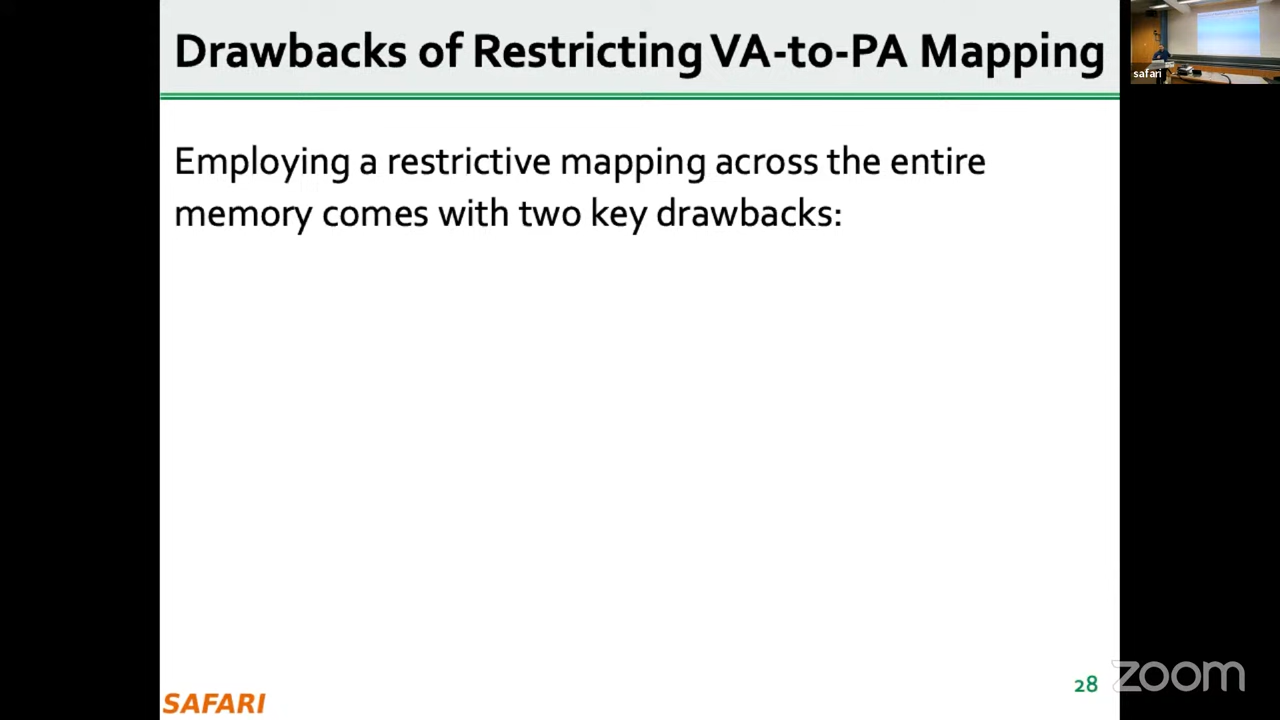 Drawbacks of Restricting VA-to-PA Mapping
safari
Employing a restrictive mapping across the entire
memory comes with two key drawbacks:
SAFARI
28
zoom